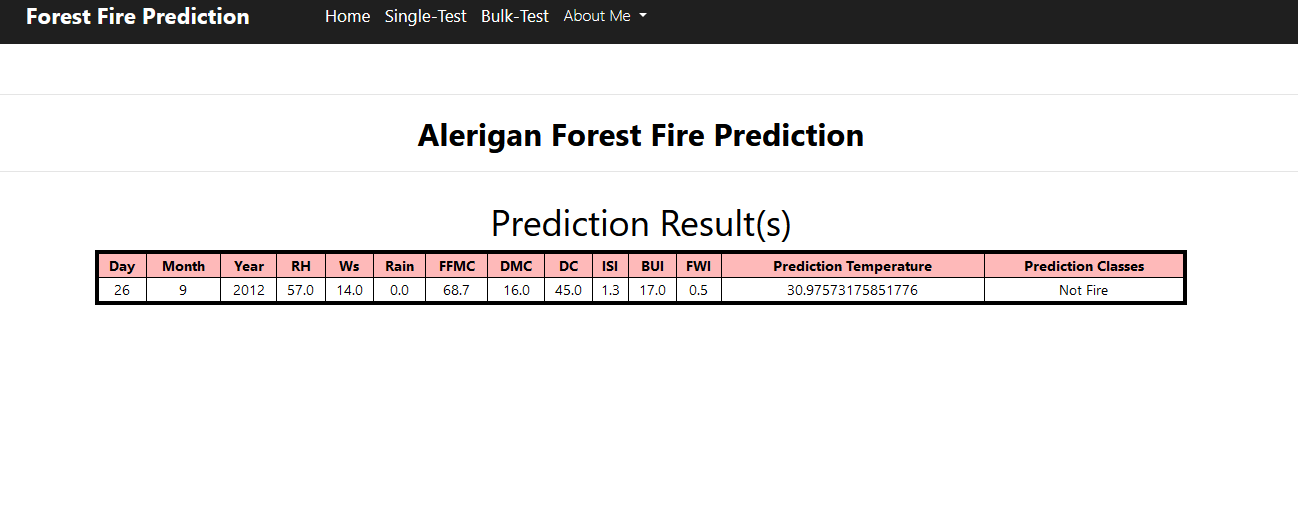 Forest Fire Prediction Home Single-Test Bulk-Test About Me
Alerigan Forest Fire Prediction
Prediction Result(s)
Day Month Year RH Ws Rain FFMC DMC DC ISI BUI FWI Prediction Temperature Prediction Classes
26 9 2012 57.0 14.0 0.0 68.7 16.0 45.0 1.3 17.0 0.5 30.97573175851776 Not Fire